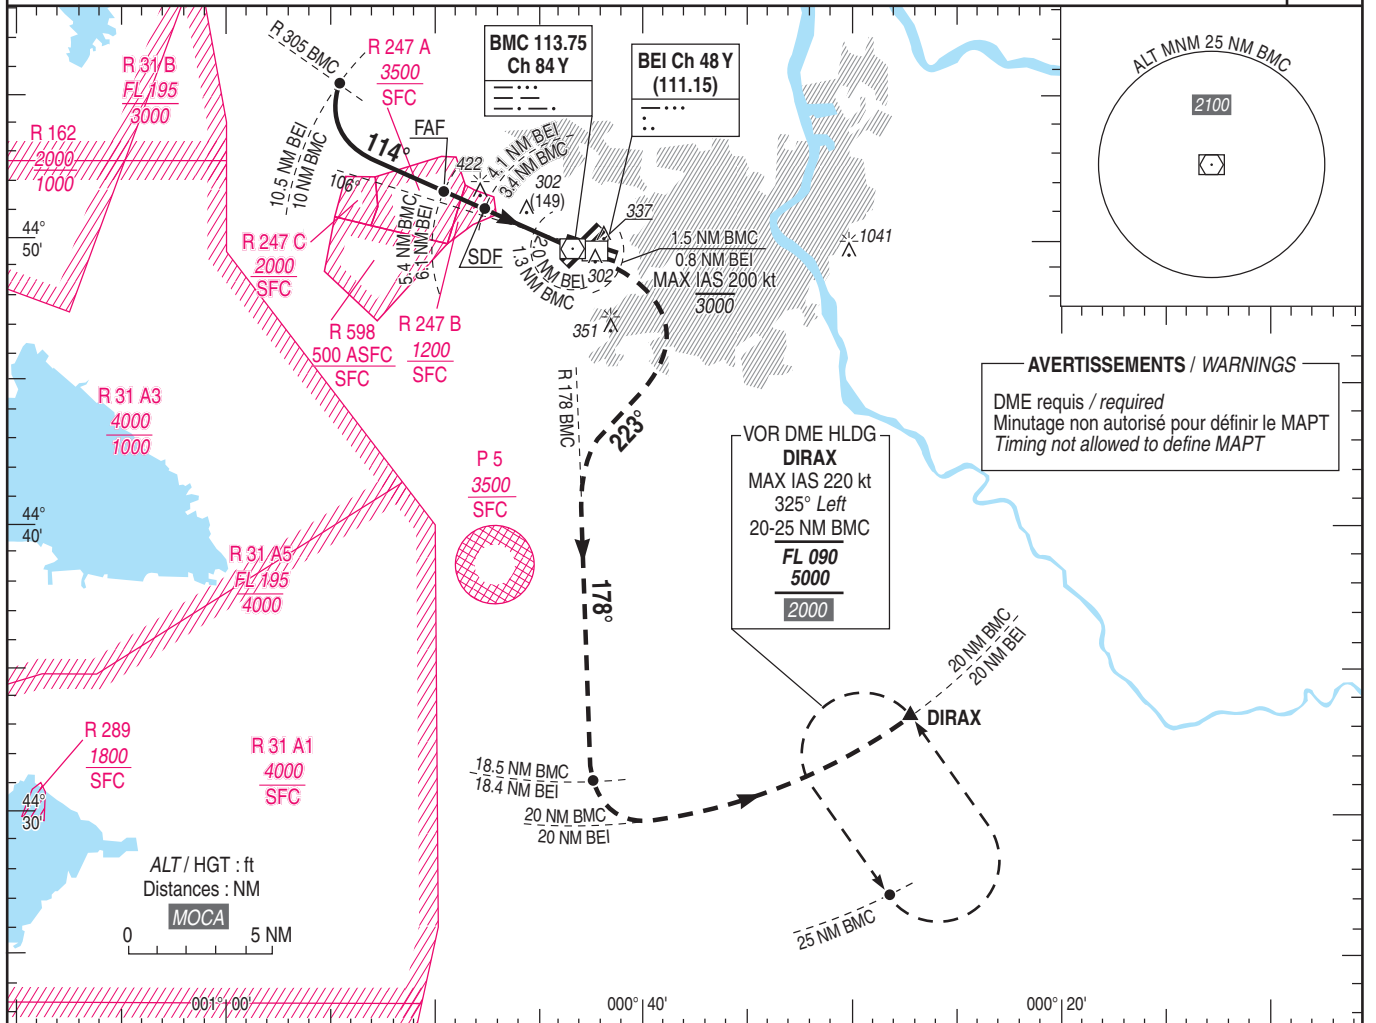 R 305 BMC
R 247 A
3500
SFC
BMC 113.75
Ch 84 Y
BEI Ch 48 Y
(111.15)
ALT MNM 25 NM BMC
2100
R 31 B
FL 195
3000
R 162
2000
1000
10.5 NM BEI
10 NM BMC
114°
106°
FAF
422
4.1 NM BEI
3.4 NM BMC
302
(149)
337
1041
44°
50'
R 247 C
2000
SFC
5.4 NM BMC
6.1 NM BEI
SDF
2.0 NM BEI
1.3 NM BMC
302
1.5 NM BMC
0.8 NM BEI
MAX IAS 200 kt
3000
R 598
500 ASFC
SFC
R 247 B
1200
SFC
351
AVERTISSEMENTS / WARNINGS
DME requis / required
Minutage non autorisé pour définir le MAPT
Timing not allowed to define MAPT
R 31 A3
4000
1000
R 178 BMC
223°
VOR DME HLDG
DIRAX
MAX IAS 220 kt
325° Left
20-25 NM BMC
FL 090
5000
2000
P 5
3500
SFC
44°
40'
R 31 A5
FL 195
4000
178°
20 NM BMC
20 NM BEI
DIRAX
R 289
1800
SFC
R 31 A1
4000
SFC
18.5 NM BMC
18.4 NM BEI
20 NM BMC
20 NM BEI
44°
30'
25 NM BMC
ALT / HGT : ft
Distances : NM
MOCA
0 5 NM
001° 00'
000° 40'
000° 20'